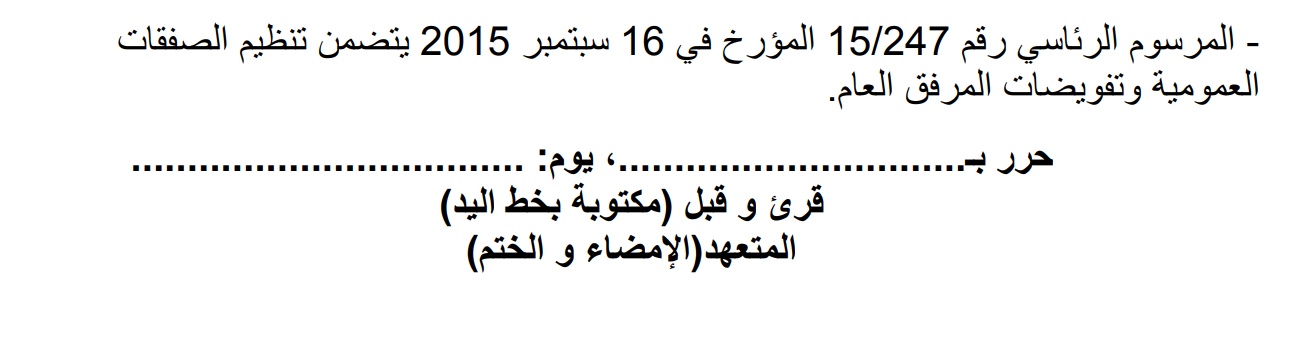 - المرسوم الرئاسي رقم 15/247 المؤرخ في 16 سبتمبر 2015 يتضمن تنظيم الصفقات
العمومية وتفويضات المرفق العام.
حرر بـ...............................، يوم: ...................................
قرئ و قبل (مكتوبة بخط اليد)
المتعهد(الإمضاء و الختم)